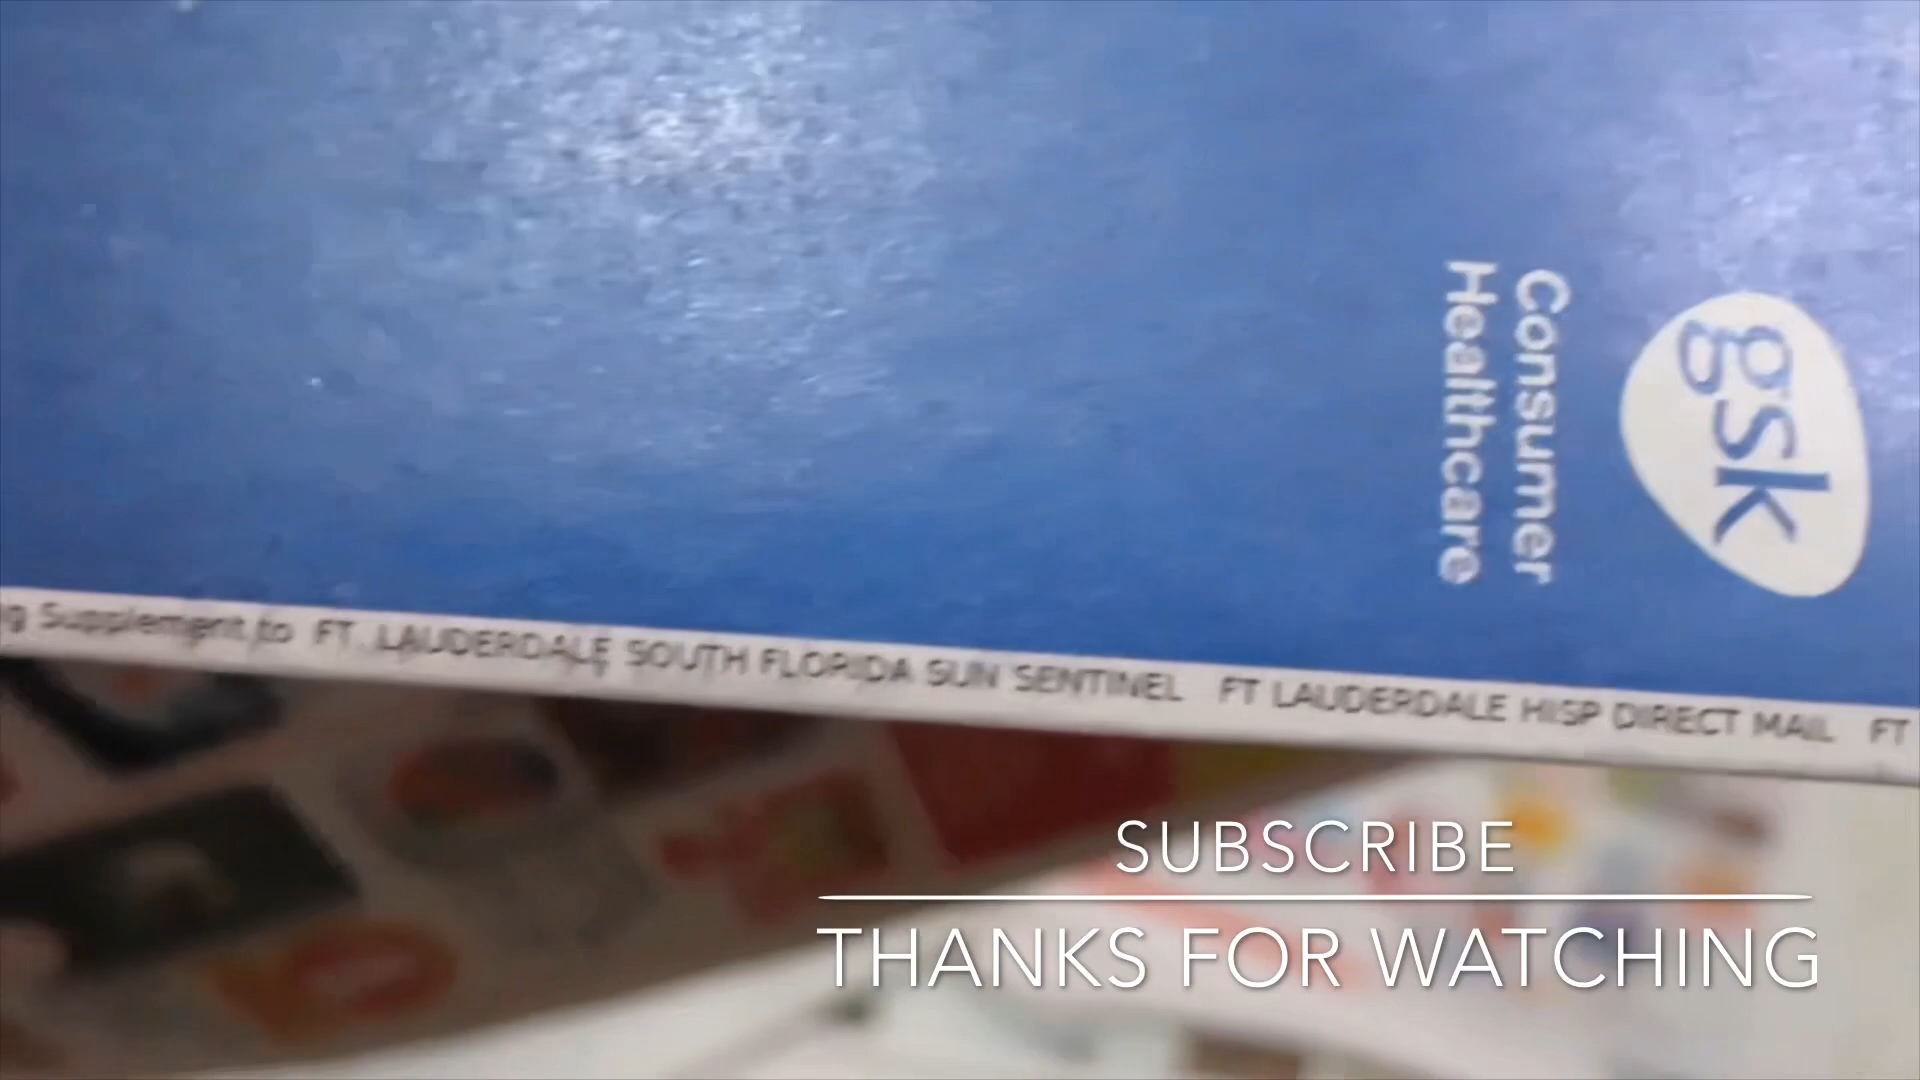 gsk
Consumer
Healthcare
Supplement to FT. LAUDERDALE SOUTH FLORIDA SUN SENTINEL FT LAUDERDALE HISP DIRECT MAIL FT
SUBSCRIBE
THANKS FOR WATCHING